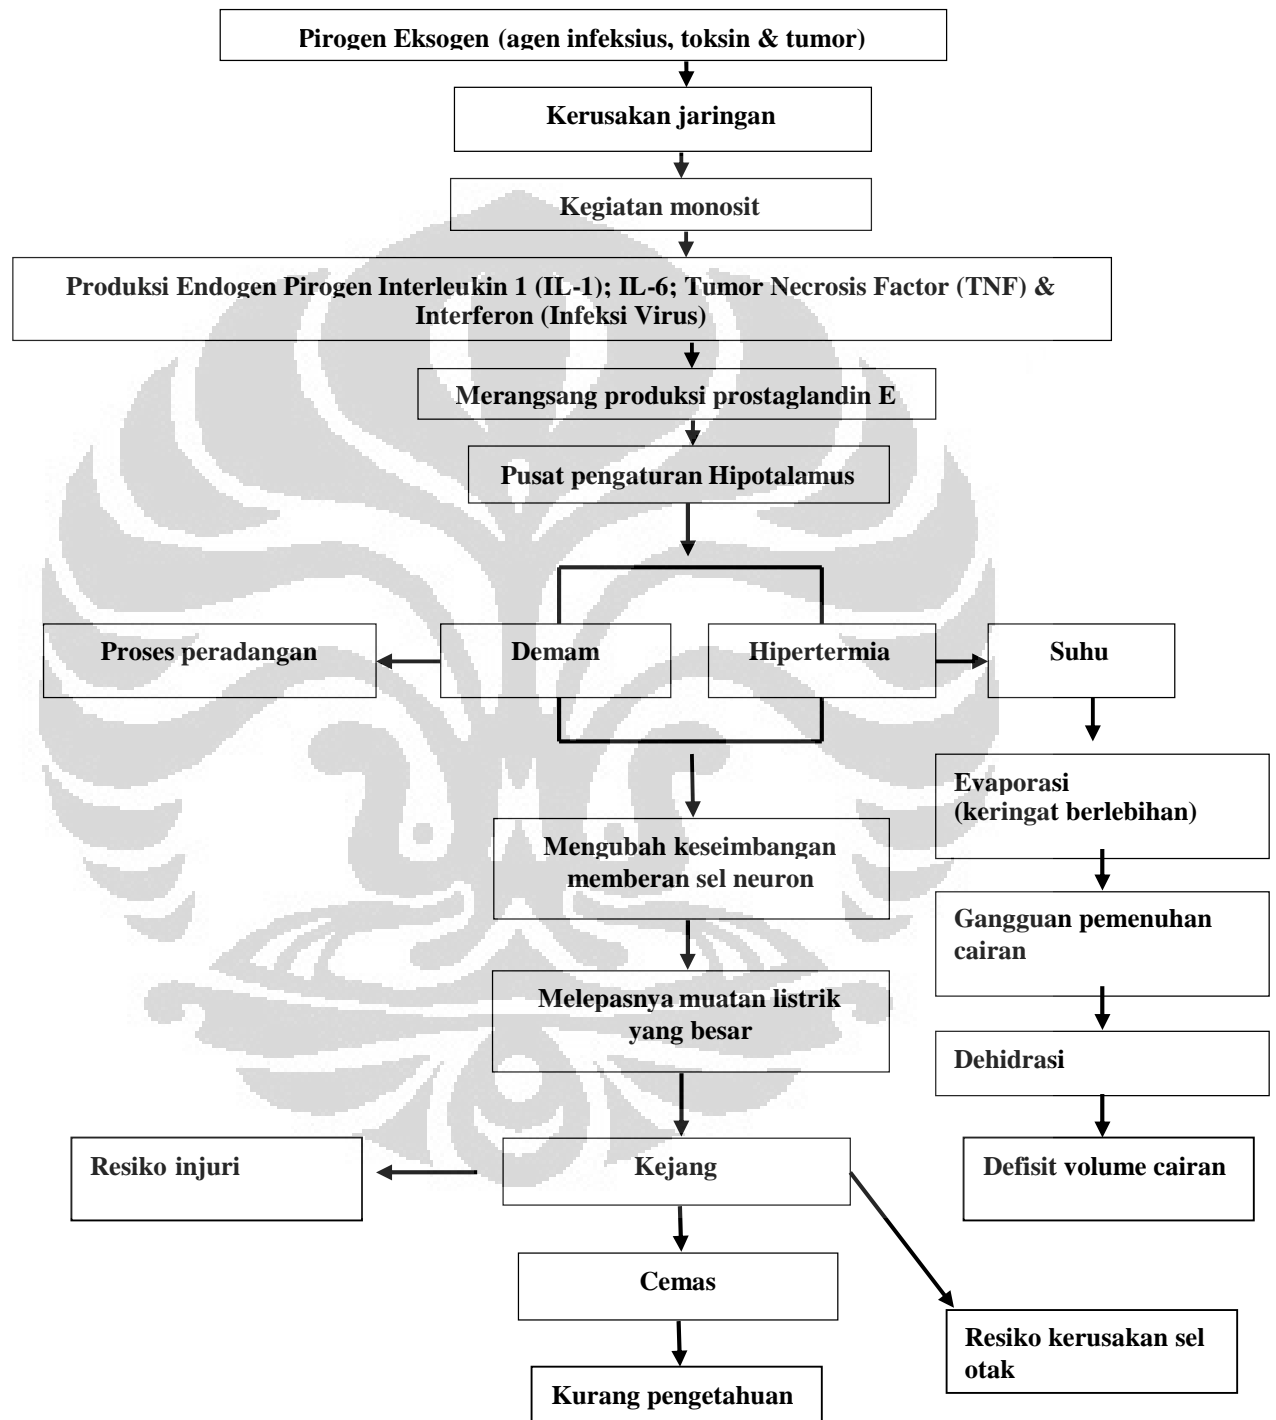 Pirogen Eksogen (agen infeksius, toksin & tumor)
Kerusakan jaringan
Kegiatan monosit
Produksi Endogen Pirogen Interleukin 1 (IL-1); IL-6; Tumor Necrosis Factor (TNF) &
Interferon (Infeksi Virus)
Merangsang produksi prostaglandin E
Pusat pengaturan Hipotalamus
Proses peradangan
Demam
Hipertermia
Suhu
Evaporasi
(keringat berlebihan)
Mengubah keseimbangan
memberan sel neuron
Gangguan pemenuhan
cairan
Melepasnya muatan listrik
yang besar
Dehidrasi
Resiko injuri
Kejang
Defisit volume cairan
Cemas
Resiko kerusakan sel
otak
Kurang pengetahuan